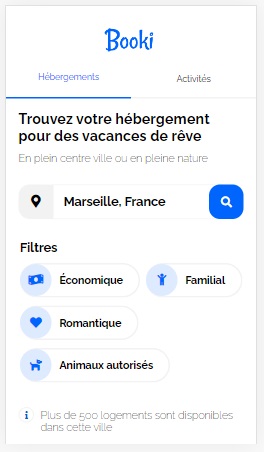 Booki
Hébergements
Activités
Trouvez votre hébergement
pour des vacances de rêve
En plein centre ville ou en pleine nature
Marseille, France
Filtres
Économique
Familial
Romantique
Animaux autorisés
Plus de 500 logements sont disponibles
dans cette ville